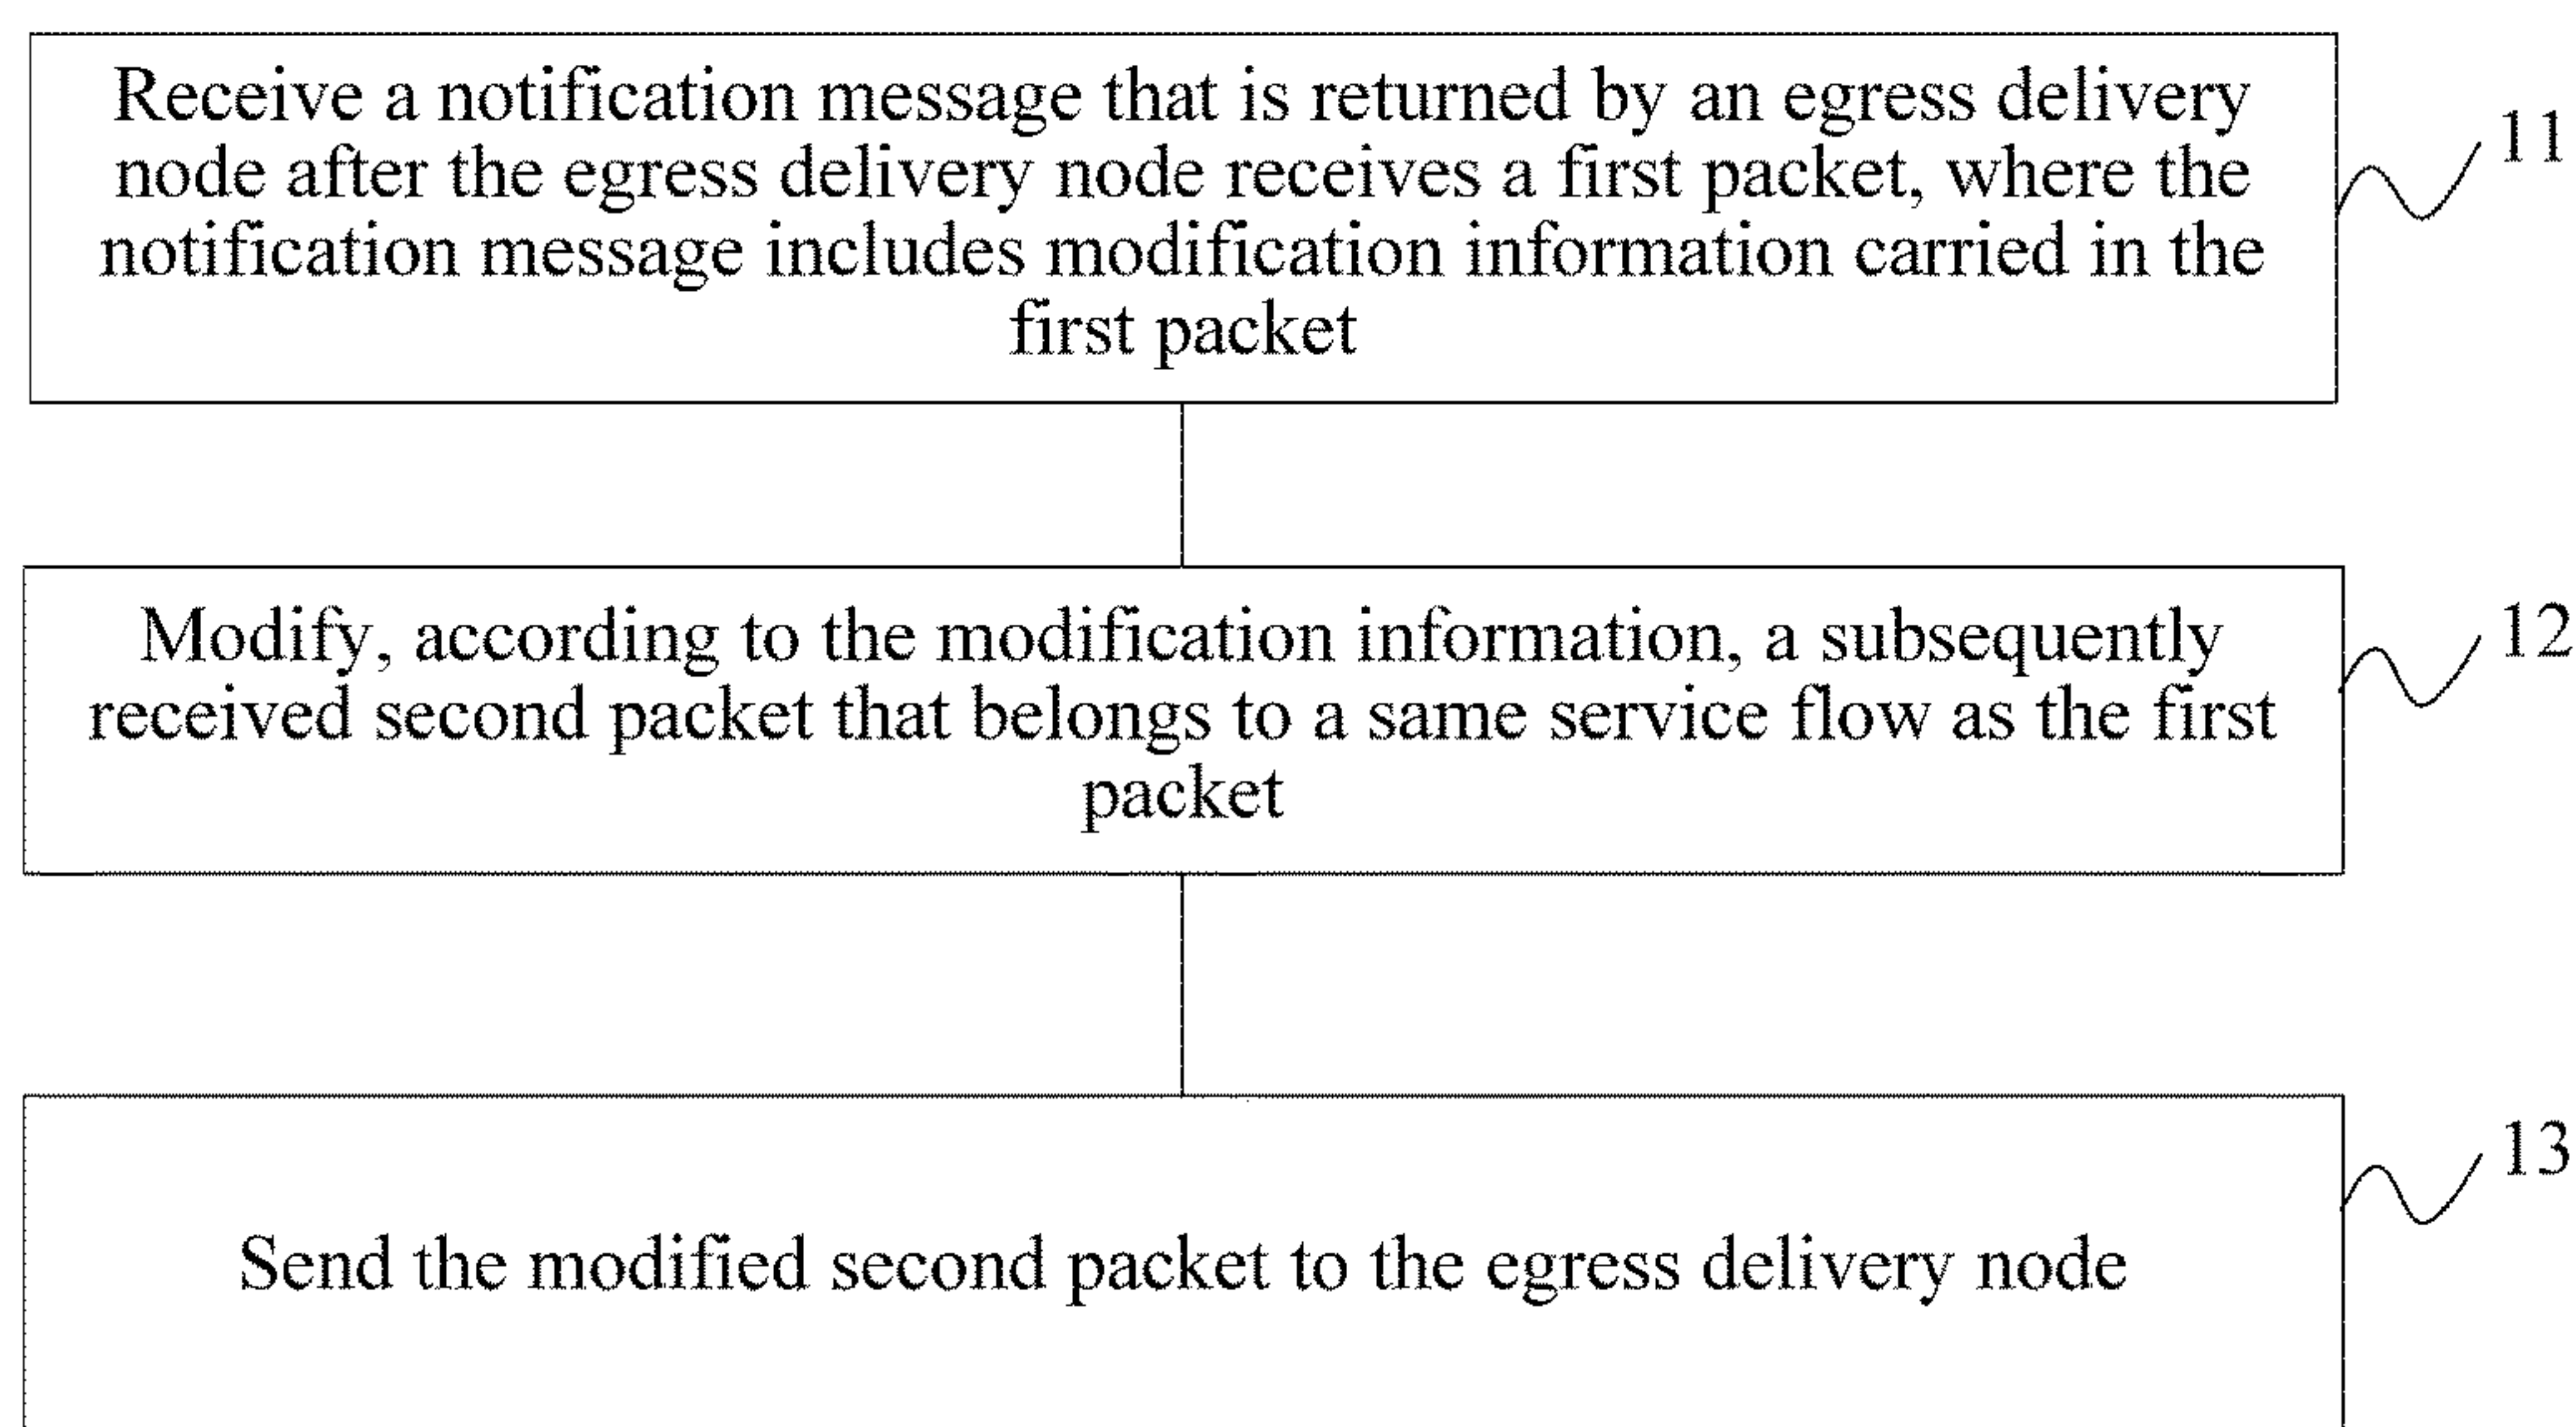 Receive a notification message that is returned by an egress delivery
node after the egress delivery node receives a first packet, where the
notification message includes modification information carried in the
first packet
11
Modify, according to the modification information, a subsequently
received second packet that belongs to a same service flow as the first
packet
12
Send the modified second packet to the egress delivery node
13